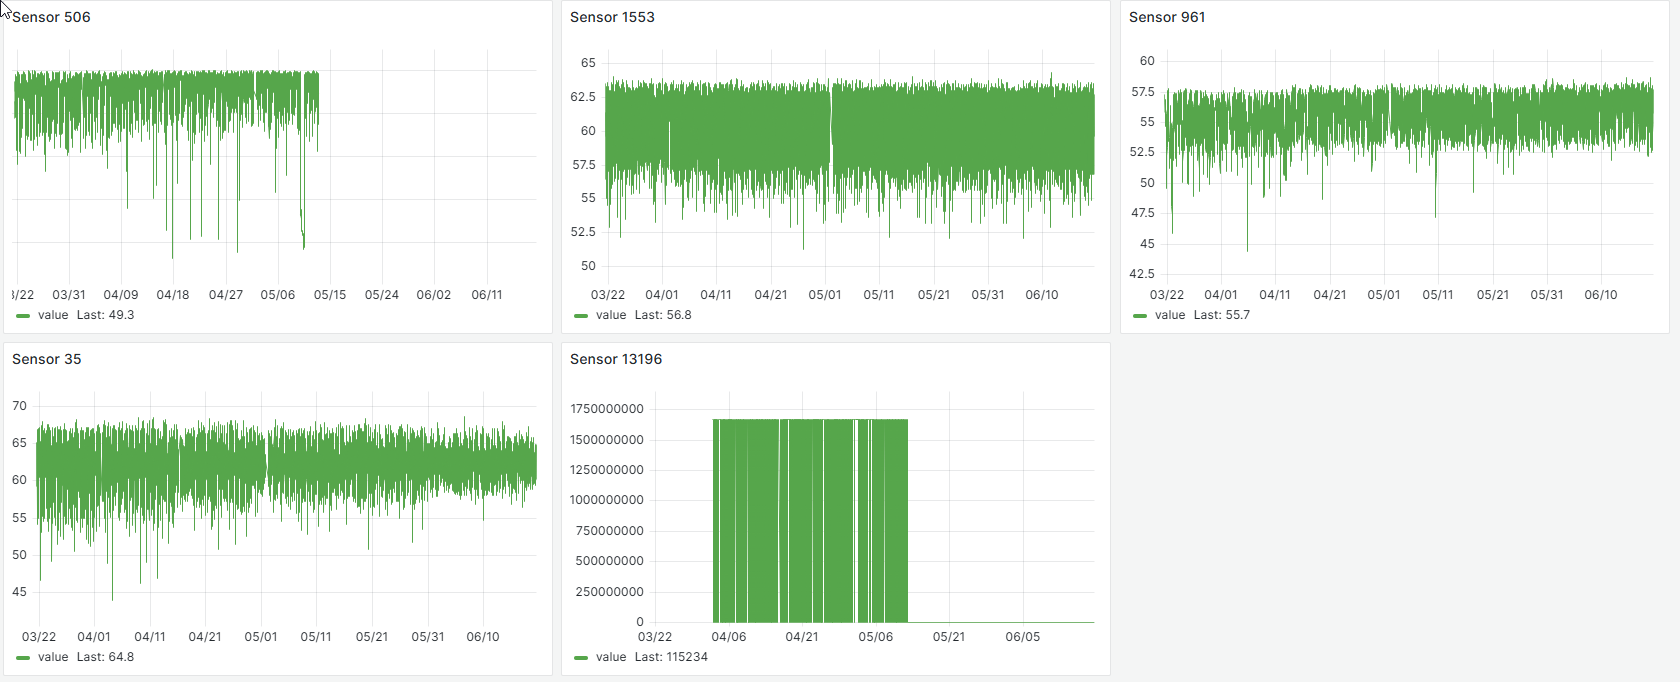 Sensor 506
03/31 04/09 04/18 04/27 05/06 05/15 05/24 06/02 06/11
value Last: 49.3
Sensor 1553
65
62.5
60
57.5
55
52.5
50
03/22 04/01 04/11 04/21 05/01 05/11 05/21 05/31 06/10
value Last: 56.8
Sensor 961
60
57.5
55
52.5
50
47.5
45
42.5
03/22 04/01 04/11 04/21 05/01 05/11 05/21 05/31 06/10
value Last: 55.7
Sensor 35
70
65
60
55
50
45
03/22 04/01 04/11 04/21 05/01 05/11 05/21 05/31 06/10
value Last: 64.8
Sensor 13196
1750000000
1500000000
1250000000
1000000000
750000000
500000000
250000000
0
03/22 04/06 04/21 05/06 05/21 06/05
value Last: 115234